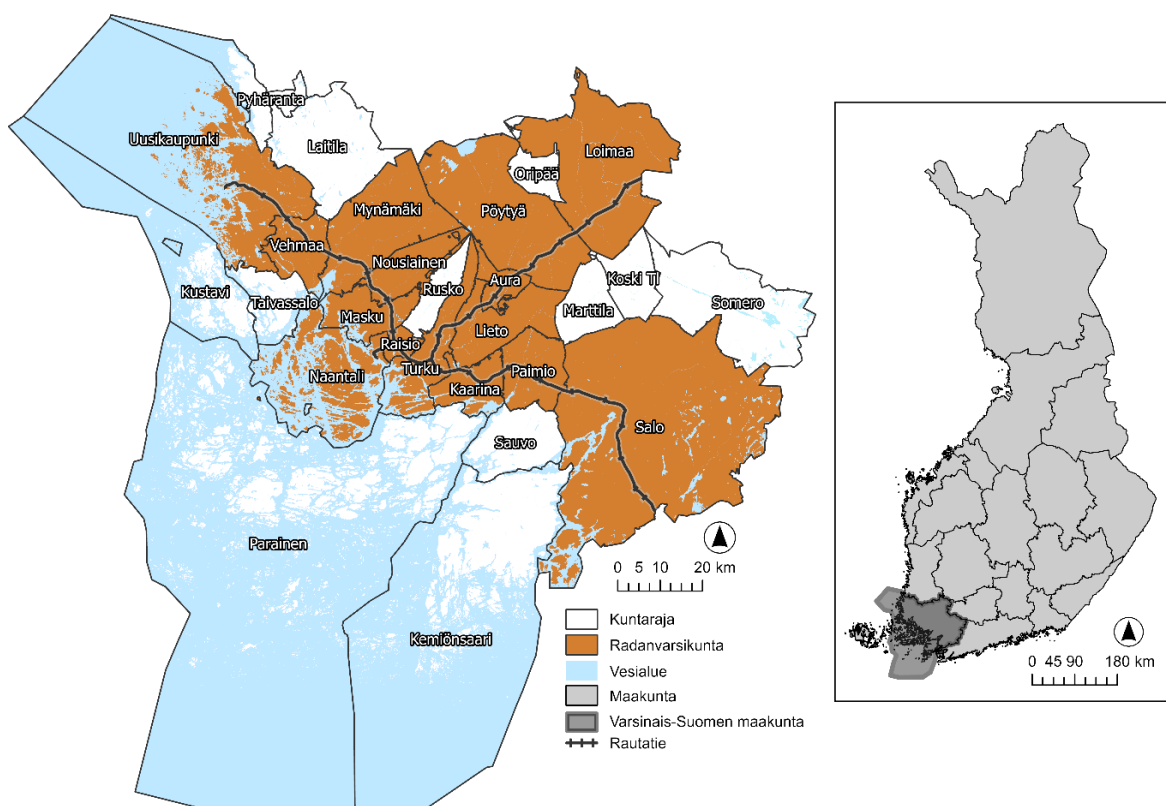 Pyhäranta
Uusikaupunki
Laitila
Loimaa
Oripää
Mynämäki
Pöytyä
Vehmaa
Nousiainen
Aura
Koski Tl
Kustavi
Taivassalo
Rusko
Somero
Masku
Marttila
Lieto
Raisio
Turku
Paimio
Naantali
Kaarina
Salo
Sauvo
Parainen
Kemiönsaari
0 5 10 20 km
Kuntaraja
Radanvarsikunta
Vesialue
Maakunta
Varsinais-Suomen maakunta
Rautatie
0 45 90 180 km